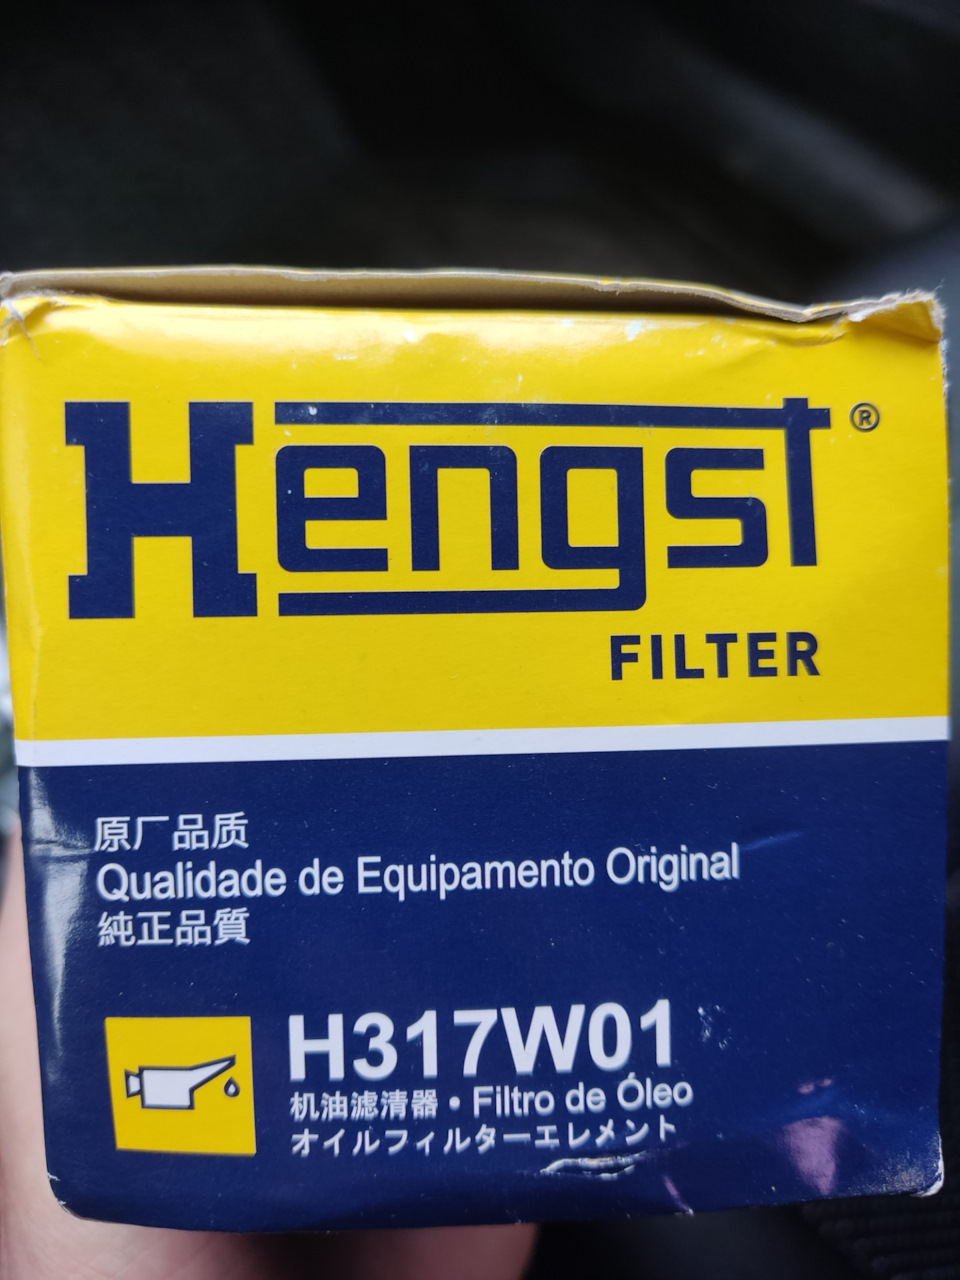 Hengst®
FILTER
原厂品质
Qualidade de Equipamento Original
純正品質
H317W01
机油滤清器 • Filtro de Óleo
オイルフィルターエレメント